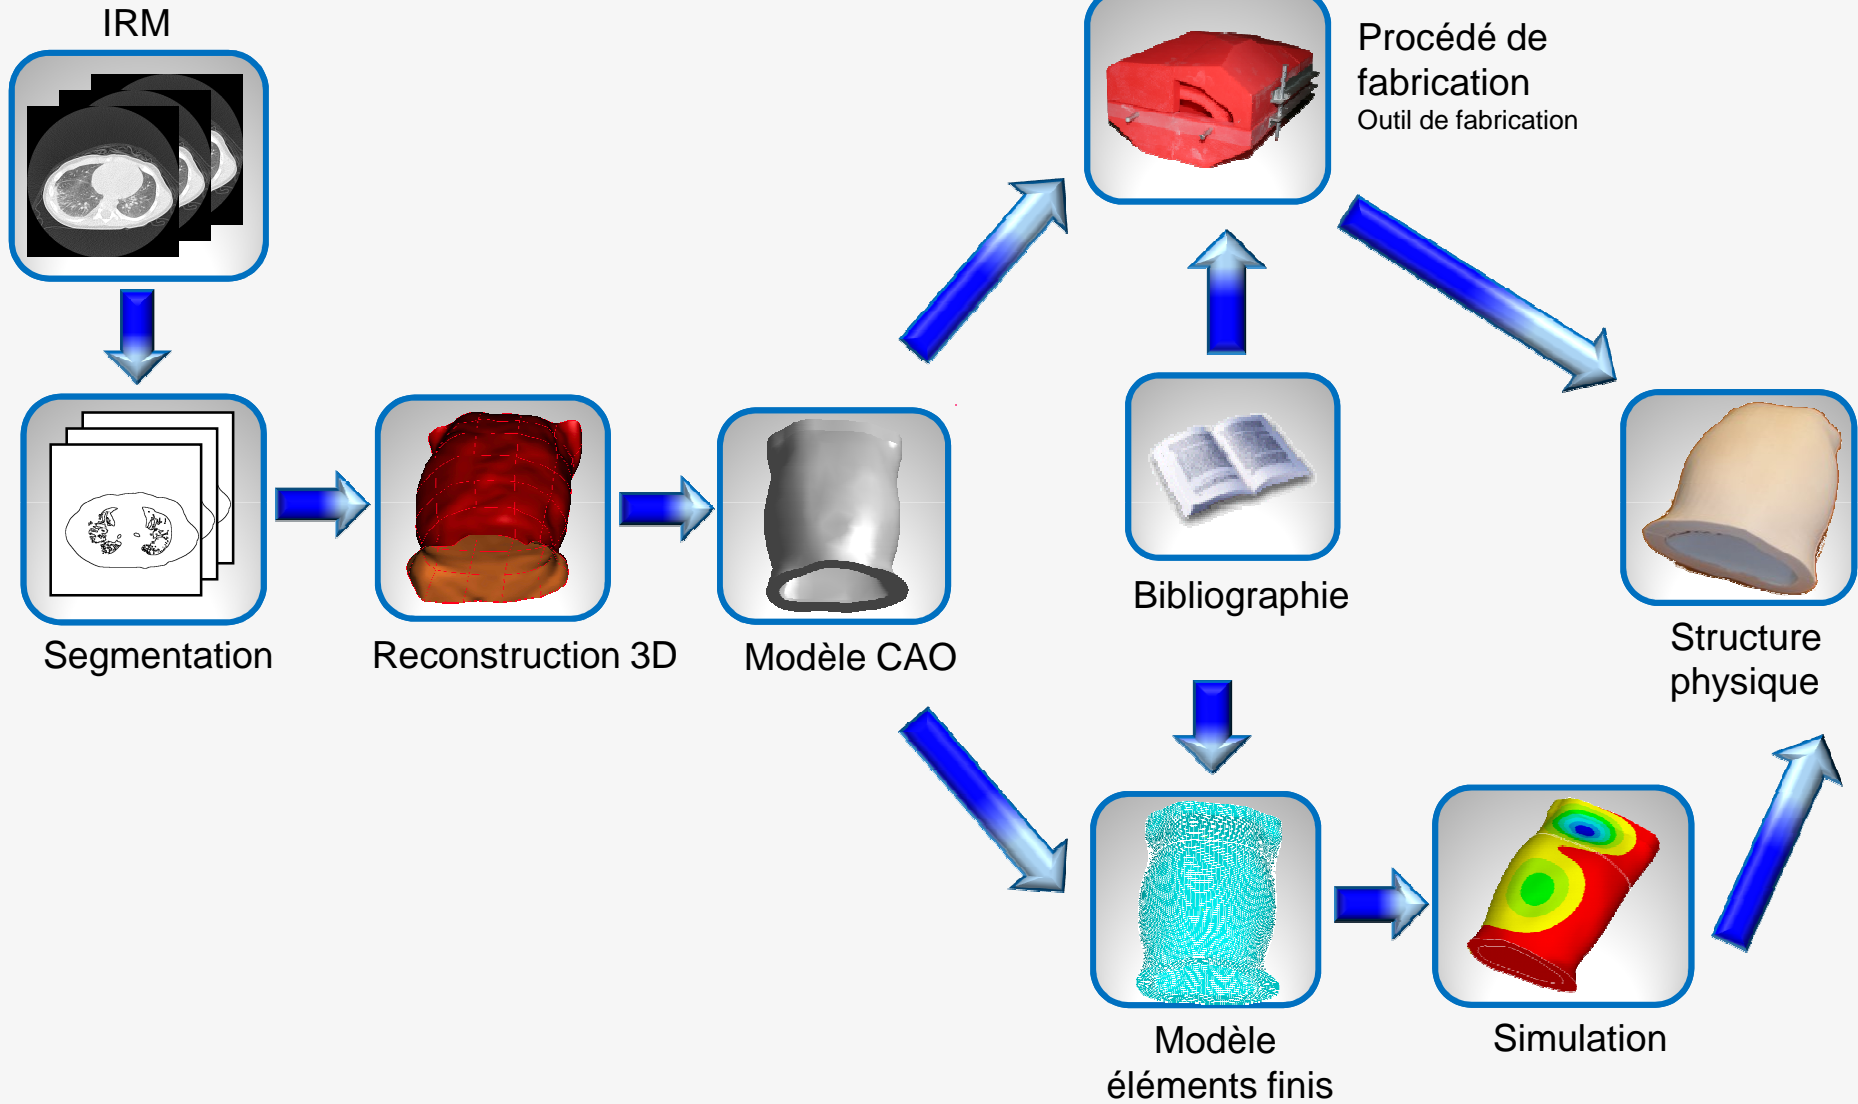 IRM
Procédé de
fabrication
Outil de fabrication
Segmentation
Reconstruction 3D
Modèle CAO
Bibliographie
Structure
physique
Modèle
éléments finis
Simulation